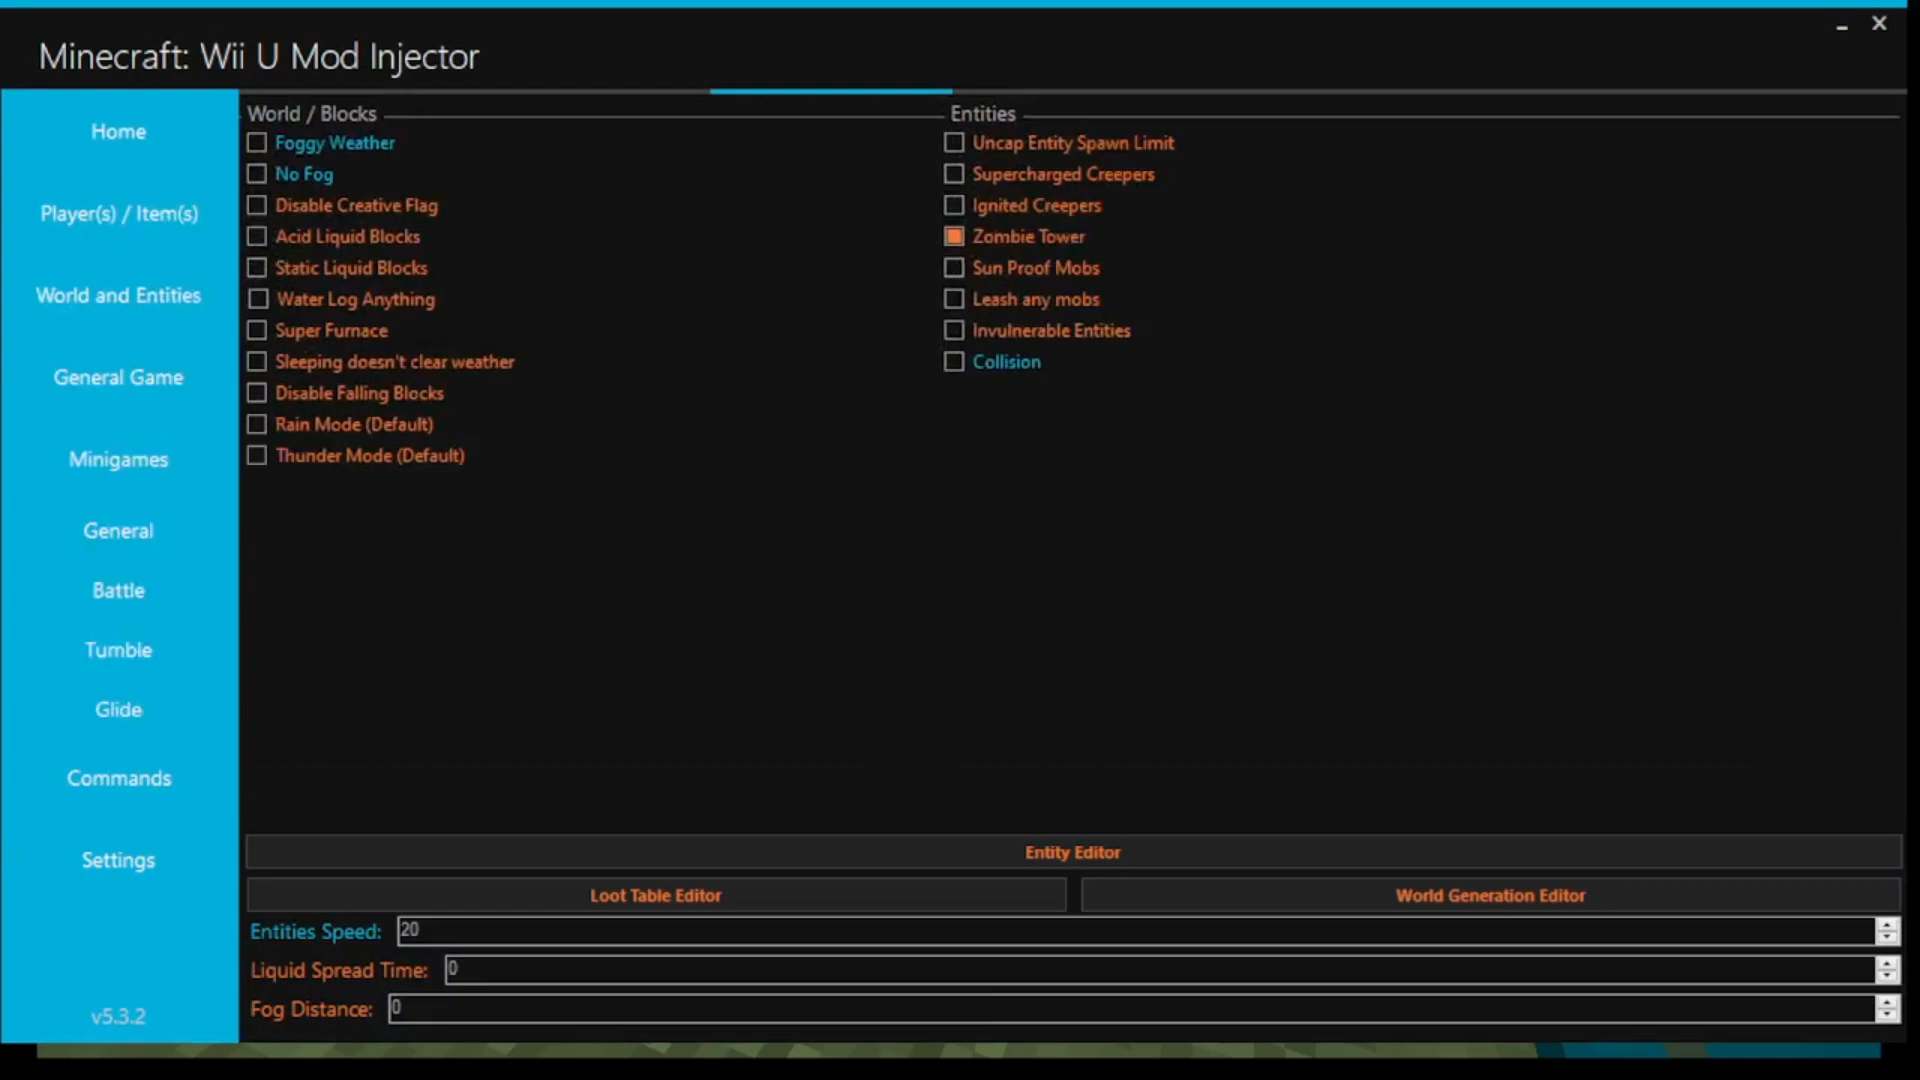 Minecraft: Wii U Mod Injector
Home
Player(s) / Item(s)
World and Entities
General Game
Minigames
General
Battle
Tumble
Glide
Commands
Settings
v5.3.2
World / Blocks
Foggy Weather
No Fog
Disable Creative Flag
Acid Liquid Blocks
Static Liquid Blocks
Water Log Anything
Super Furnace
Sleeping doesn't clear weather
Disable Falling Blocks
Rain Mode (Default)
Thunder Mode (Default)
Entities
Uncap Entity Spawn Limit
Supercharged Creepers
Ignited Creepers
Zombie Tower
Sun Proof Mobs
Leash any mobs
Invulnerable Entities
Collision
Entity Editor
Loot Table Editor
World Generation Editor
Entities Speed: 20
Liquid Spread Time: 0
Fog Distance: 0